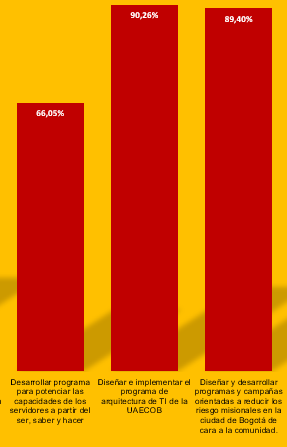 66,05%
90,26%
89,40%
Desarrollar programa
para potenciar las
capacidades de los
servidores a partir del
ser, saber y hacer
Diseñar e implementar el
programa de
arquitectura de TI de la
UAECOB
Diseñar y desarrollar
programas y campañas
orientadas a reducir los
riesgo misionales en la
ciudad de Bogotá de
cara a la comunidad.